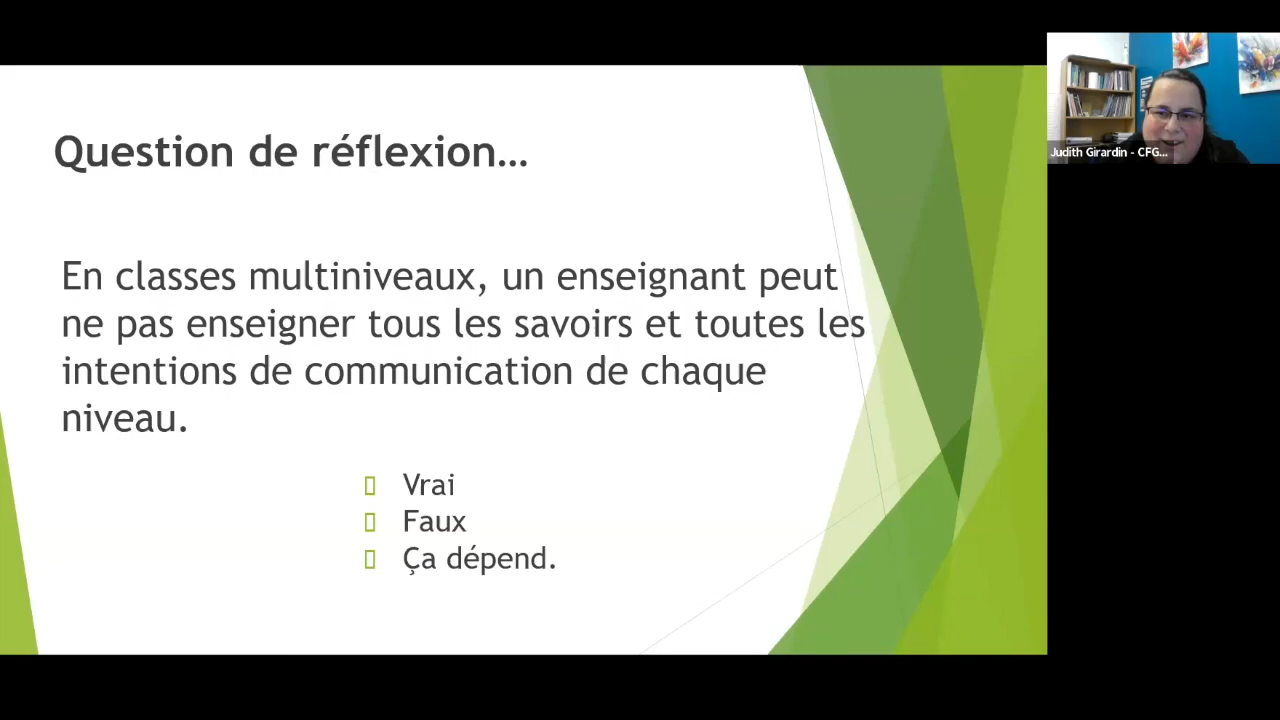 Question de réflexion...
En classes multiniveaux, un enseignant peut
ne pas enseigner tous les savoirs et toutes les
intentions de communication de chaque
niveau.
Vrai
Faux
Ça dépend.
Judith Girardin - CFG...